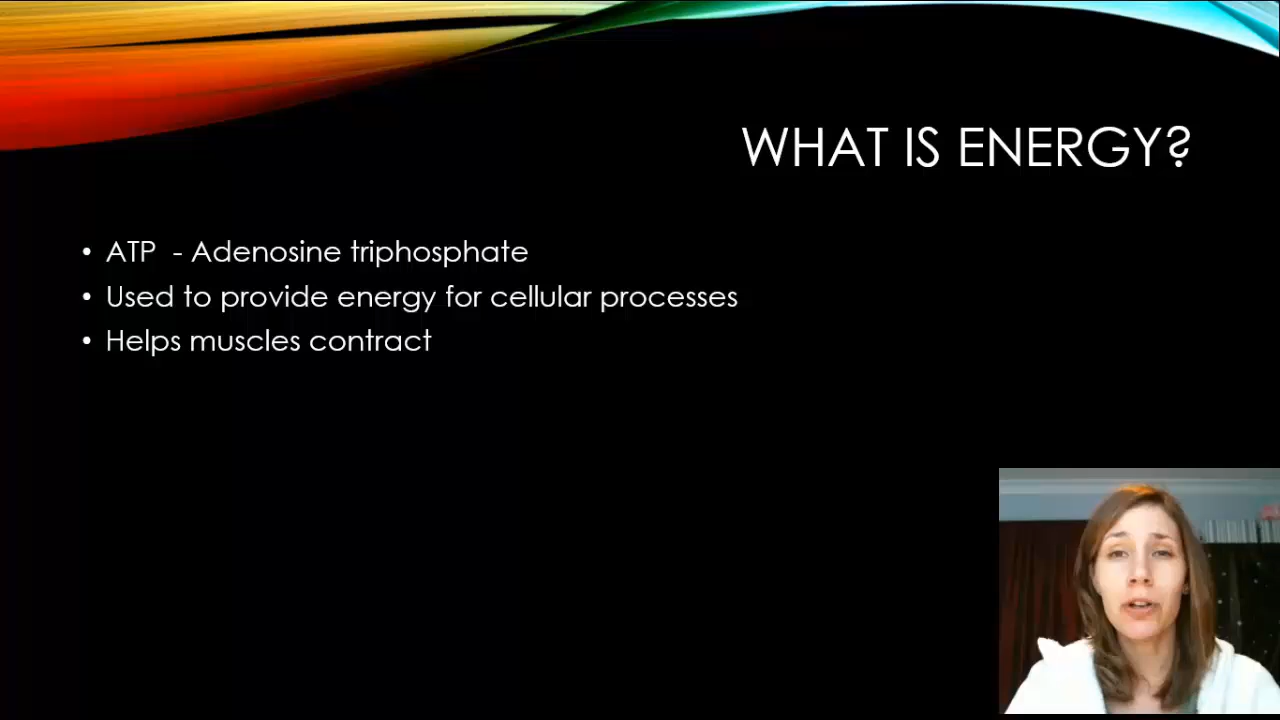 WHAT IS ENERGY?
• ATP - Adenosine triphosphate
• Used to provide energy for cellular processes
• Helps muscles contract